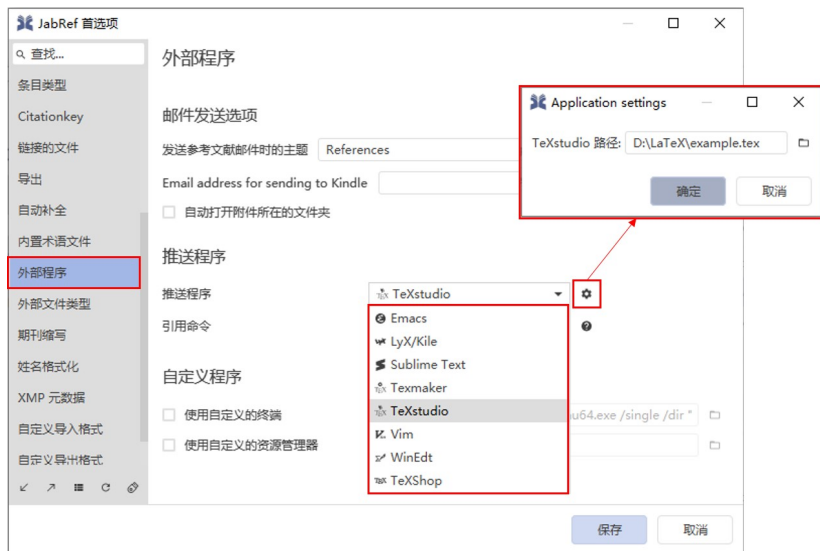 JabRef 首选项
查找...
条目类型
Citationkey
链接的文件
导出
自动补全
内置术语文件
外部程序
外部文件类型
期刊缩写
姓名格式化
XMP 元数据
自定义导入格式
自定义导出格式
外部程序
邮件发送选项
发送参考文献邮件时的主题 References
Email address for sending to Kindle
自动打开附件所在的文件夹
推送程序
推送程序 TeXstudio
引用命令
Emacs
LyX/Kile
Sublime Text
Texmaker
TeXstudio
Vim
WinEdt
TeXShop
自定义程序
使用自定义的终端 nu64.exe /single /dir "
使用自定义的资源管理器
保存 取消
Application settings
TeXstudio 路径: D:\LaTeX\example.tex
确定 取消